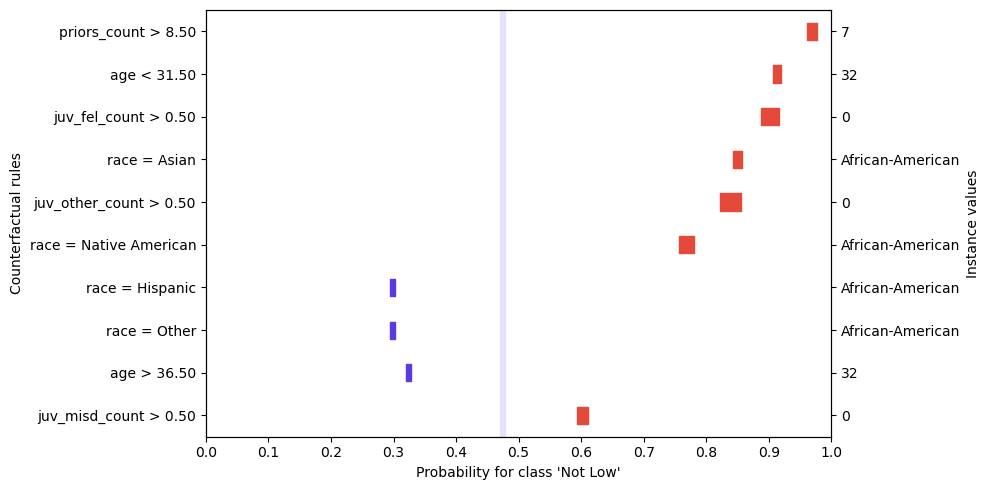 priors_count > 8.50
7
age < 31.50
32
juv_fel_count > 0.50
0
race = Asian
African-American
juv_other_count > 0.50
0
race = Native American
African-American
race = Hispanic
African-American
race = Other
African-American
age > 36.50
32
juv_misd_count > 0.50
0
Counterfactual rules
Instance values
0.0 0.1 0.2 0.3 0.4 0.5 0.6 0.7 0.8 0.9 1.0
Probability for class 'Not Low'